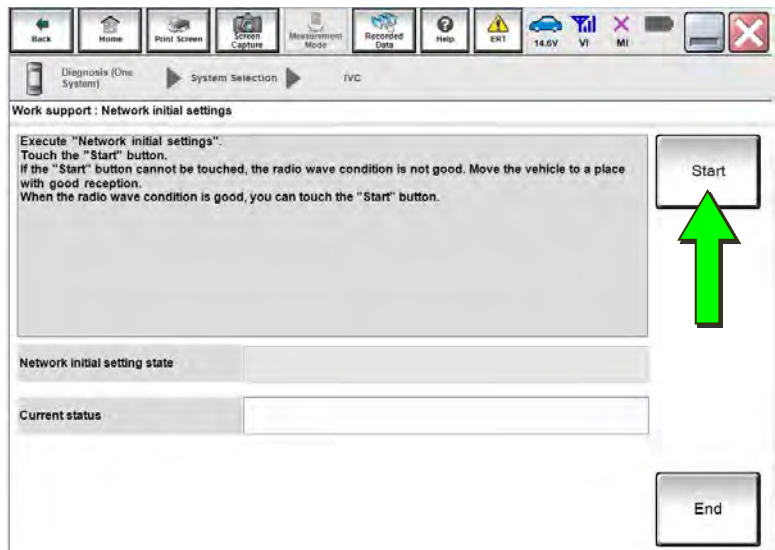 Back
Home
Print Screen
Screen
Capture
Measurement
Mode
Recorded
Data
Help
ERT
14.6V
VI
MI
Diagnosis (One
System)
System Selection
IVC
Work support : Network initial settings
Execute "Network initial settings".
Touch the "Start" button.
If the "Start" button cannot be touched, the radio wave condition is not good. Move the vehicle to a place
with good reception.
When the radio wave condition is good, you can touch the "Start" button.
Start
Network initial setting state
Current status
End